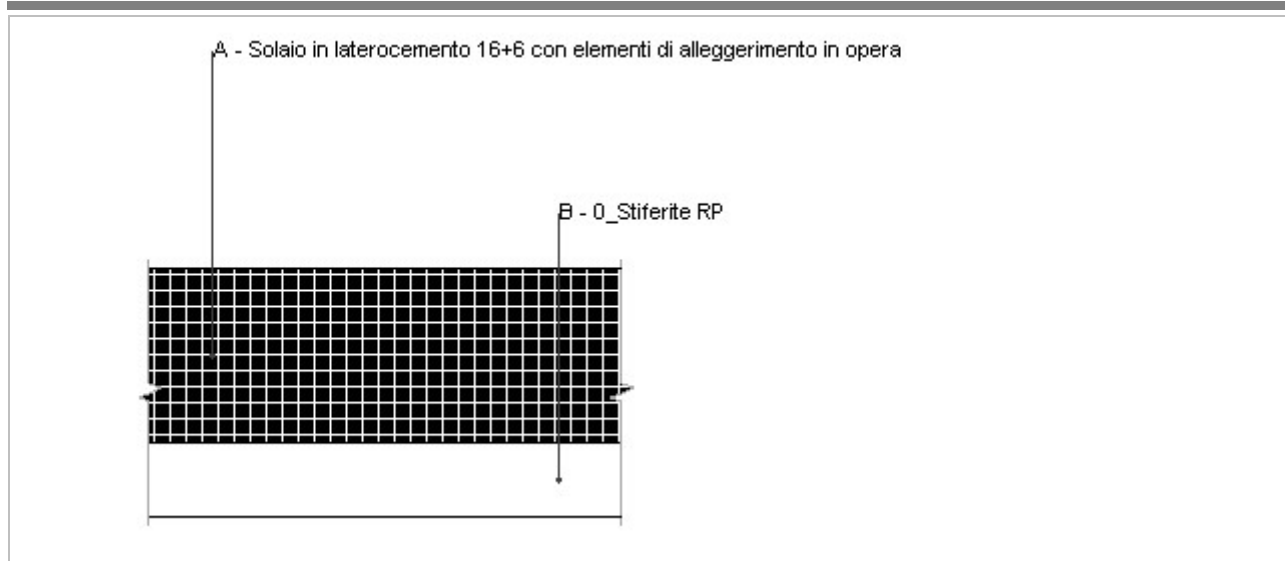 A - Solaio in laterocemento 16+6 con elementi di alleggerimento in opera
B - 0_Stiferite RP